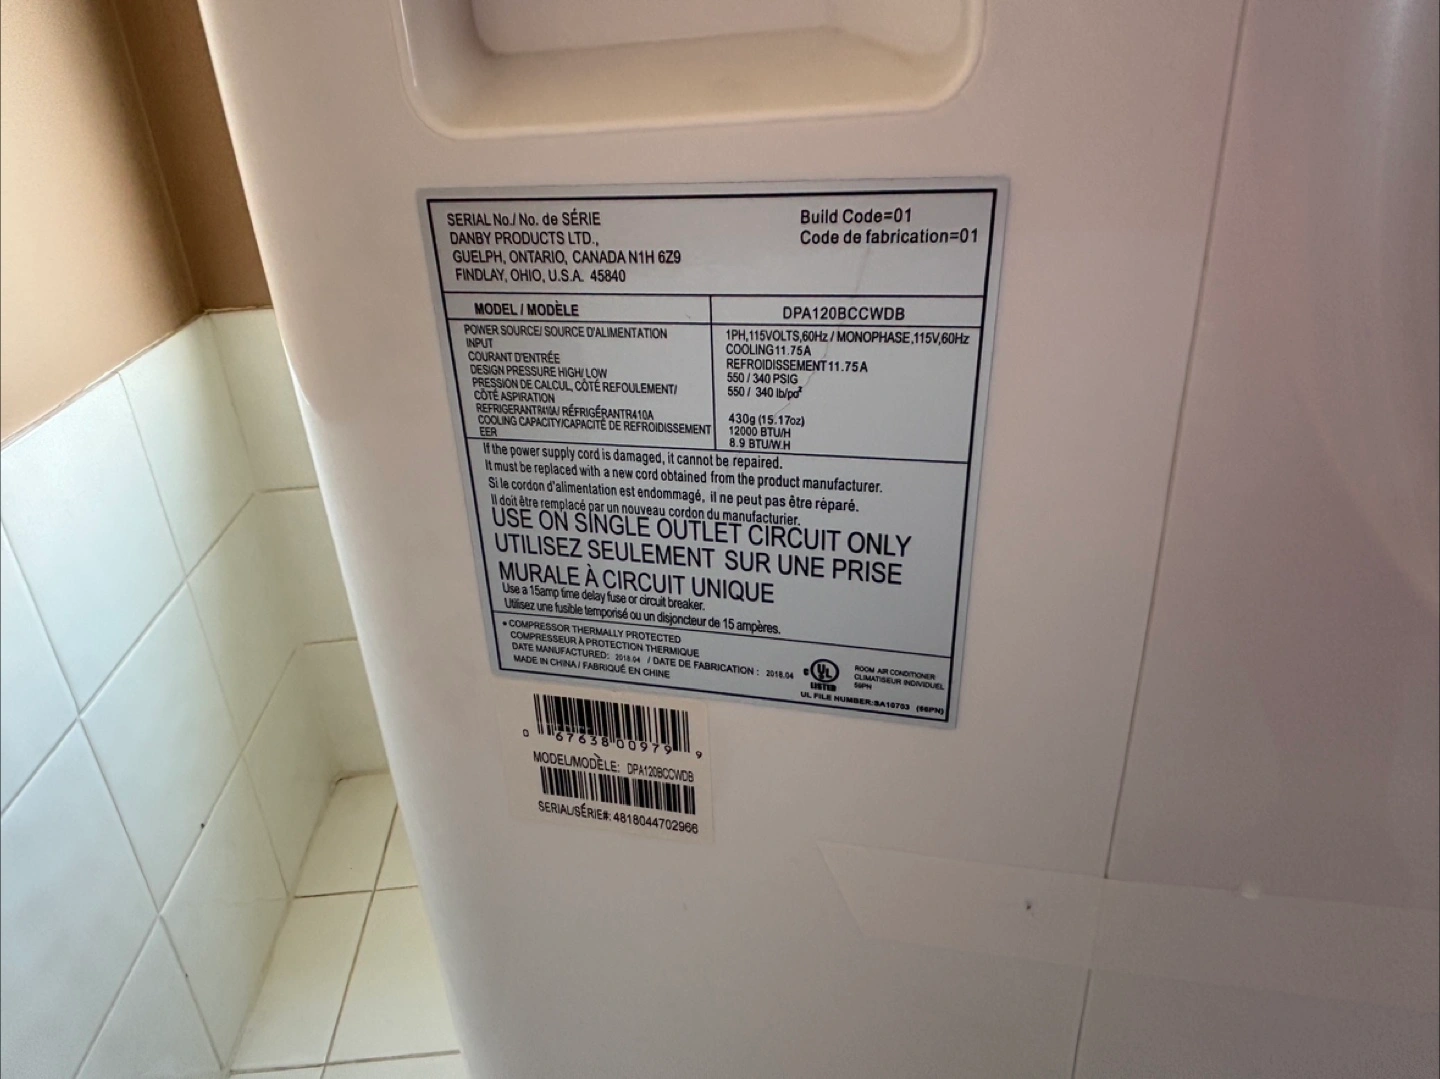 SERIAL No./ No. de SÉRIE
DANBY PRODUCTS LTD.,
GUELPH, ONTARIO, CANADA N1H 6Z9
FINDLAY, OHIO, U.S.A. 45840
Build Code=01
Code de fabrication=01
MODEL / MODÈLE
DPA120BCCWDB
POWER SOURCE/ SOURCE D'ALIMENTATION
INPUT
COURANT D'ENTRÉE
DESIGN PRESSURE HIGH/ LOW
PRESSION DE CALCUL, CÔTÉ REFOULEMENT/
CÔTÉ ASPIRATION
REFRIGERANTR410A/ RÉFRIGÉRANTR410A
COOLING CAPACITY/CAPACITÉ DE REFROIDISSEMENT
EER
1PH,115VOLTS,60Hz / MONOPHASE,115V,60Hz
COOLING11.75A
REFROIDISSEMENT11.75A
550 / 340 PSIG
550 / 340 lb/po²
430g (15.17oz)
12000 BTU/H
8.9 BTU/W.H
If the power supply cord is damaged, it cannot be repaired.
It must be replaced with a new cord obtained from the product manufacturer.
Si le cordon d'alimentation est endommagé, il ne peut pas être réparé.
Il doit être remplacé par un nouveau cordon du manufacturier.
USE ON SINGLE OUTLET CIRCUIT ONLY
UTILISEZ SEULEMENT SUR UNE PRISE
MURALE À CIRCUIT UNIQUE
Use a 15amp time delay fuse or circuit breaker.
Utilisez une fusible temporisé ou un disjoncteur de 15 ampères.
• COMPRESSOR THERMALLY PROTECTED
COMPRESSEUR À PROTECTION THERMIQUE
DATE MANUFACTURED: 2018.04 / DATE DE FABRICATION : 2018.04
MADE IN CHINA / FABRIQUÉ EN CHINE
c UL
LISTED
ROOM AIR CONDITIONER
CLIMATISEUR INDIVIDUEL
56PN
UL FILE NUMBER:SA10703 (56PN)
0 67638 00979 9
MODEL/MODÈLE: DPA120BCCWDB
SERIAL/SÉRIE#: 4818044702966